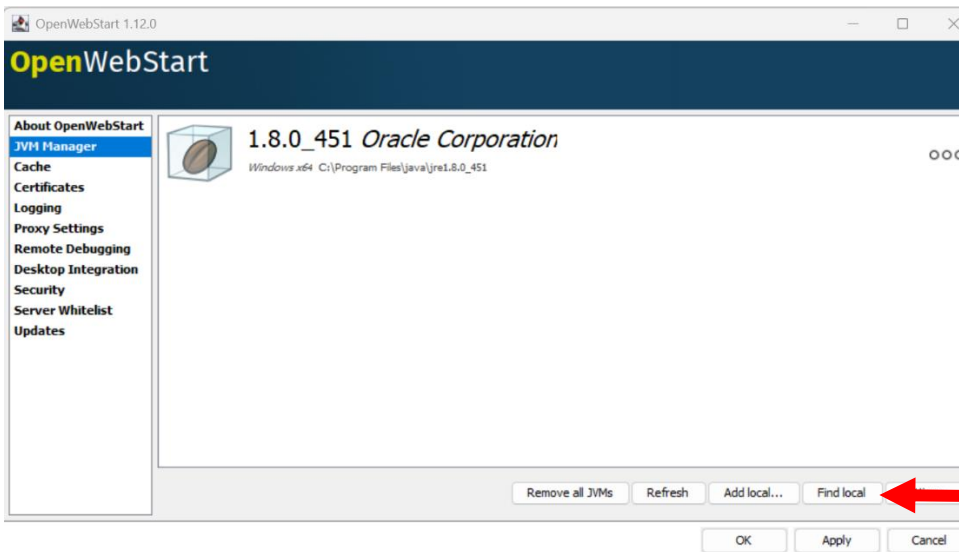 OpenWebStart 1.12.0
OpenWebStart
About OpenWebStart
JVM Manager
Cache
Certificates
Logging
Proxy Settings
Remote Debugging
Desktop Integration
Security
Server Whitelist
Updates
1.8.0_451 Oracle Corporation
Windows x64 C:\Program Files\java\jre1.8.0_451
Remove all JVMs Refresh Add local... Find local
OK Apply Cancel